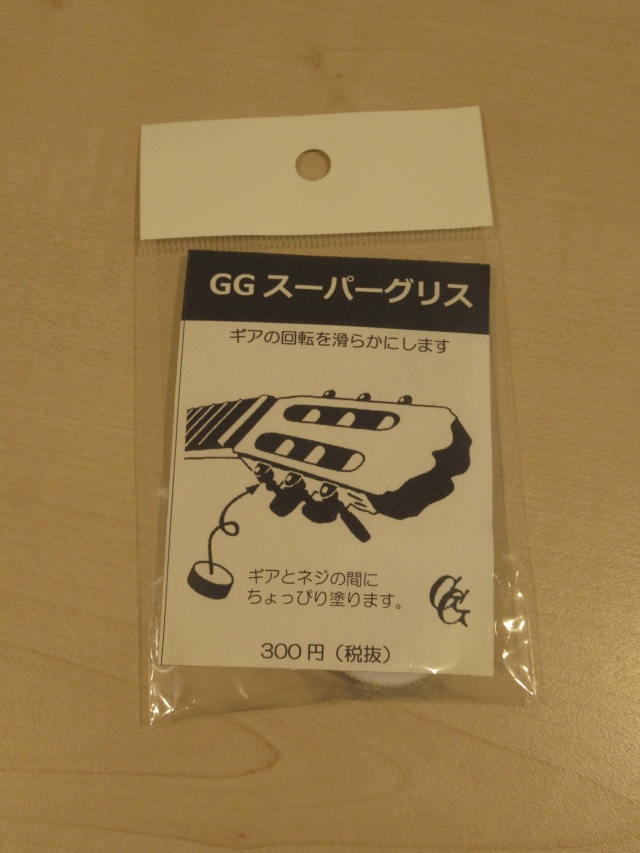 GG スーパーグリス
ギアの回転を滑らかにします
ギアとネジの間に
ちょっぴり塗ります。
GG
300円（税抜）